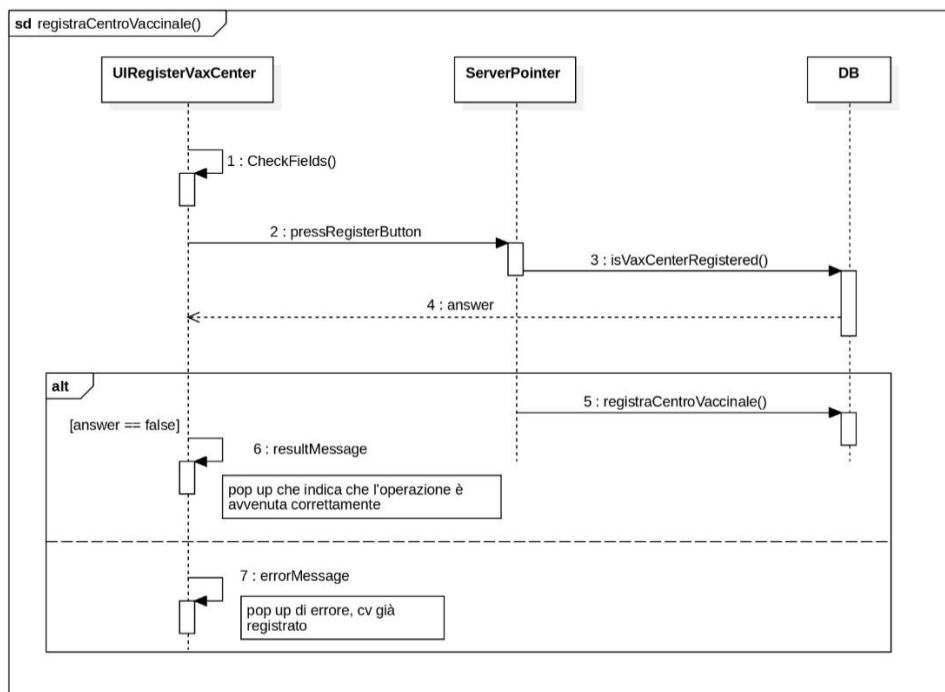 sd registraCentroVaccinale()
UIRegisterVaxCenter
ServerPointer
DB
1 : CheckFields()
2 : pressRegisterButton
3 : isVaxCenterRegistered()
4 : answer
alt
5 : registraCentroVaccinale()
[answer == false]
6 : resultMessage
pop up che indica che l'operazione è
avvenuta correttamente
7 : errorMessage
pop up di errore, cv già
registrato